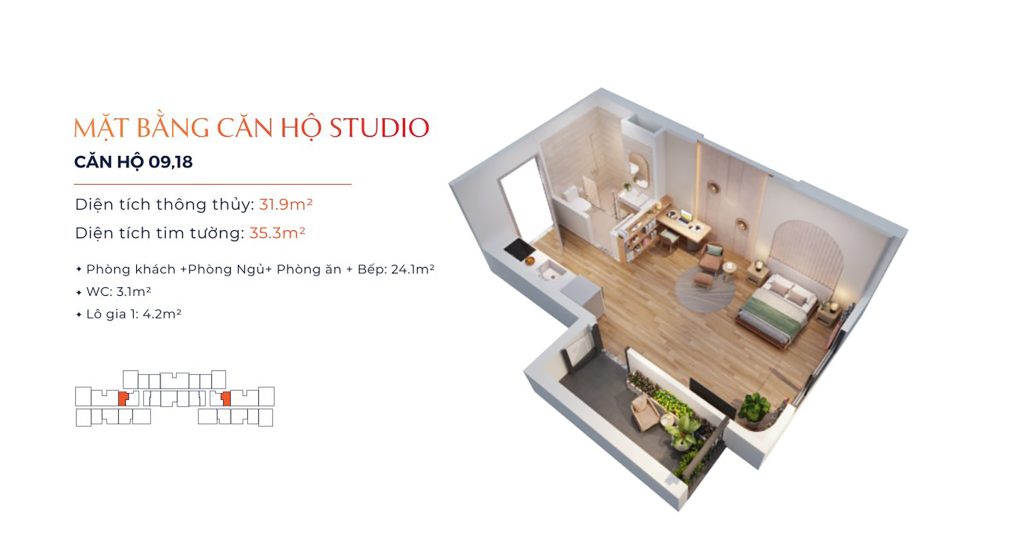 MẶT BẰNG CĂN HỘ STUDIO
CĂN HỘ 09,18
Diện tích thông thủy: 31.9m²
Diện tích tim tường: 35.3m²
✦ Phòng khách +Phòng Ngủ+ Phòng ăn + Bếp: 24.1m²
✦ WC: 3.1m²
✦ Lô gia 1: 4.2m²